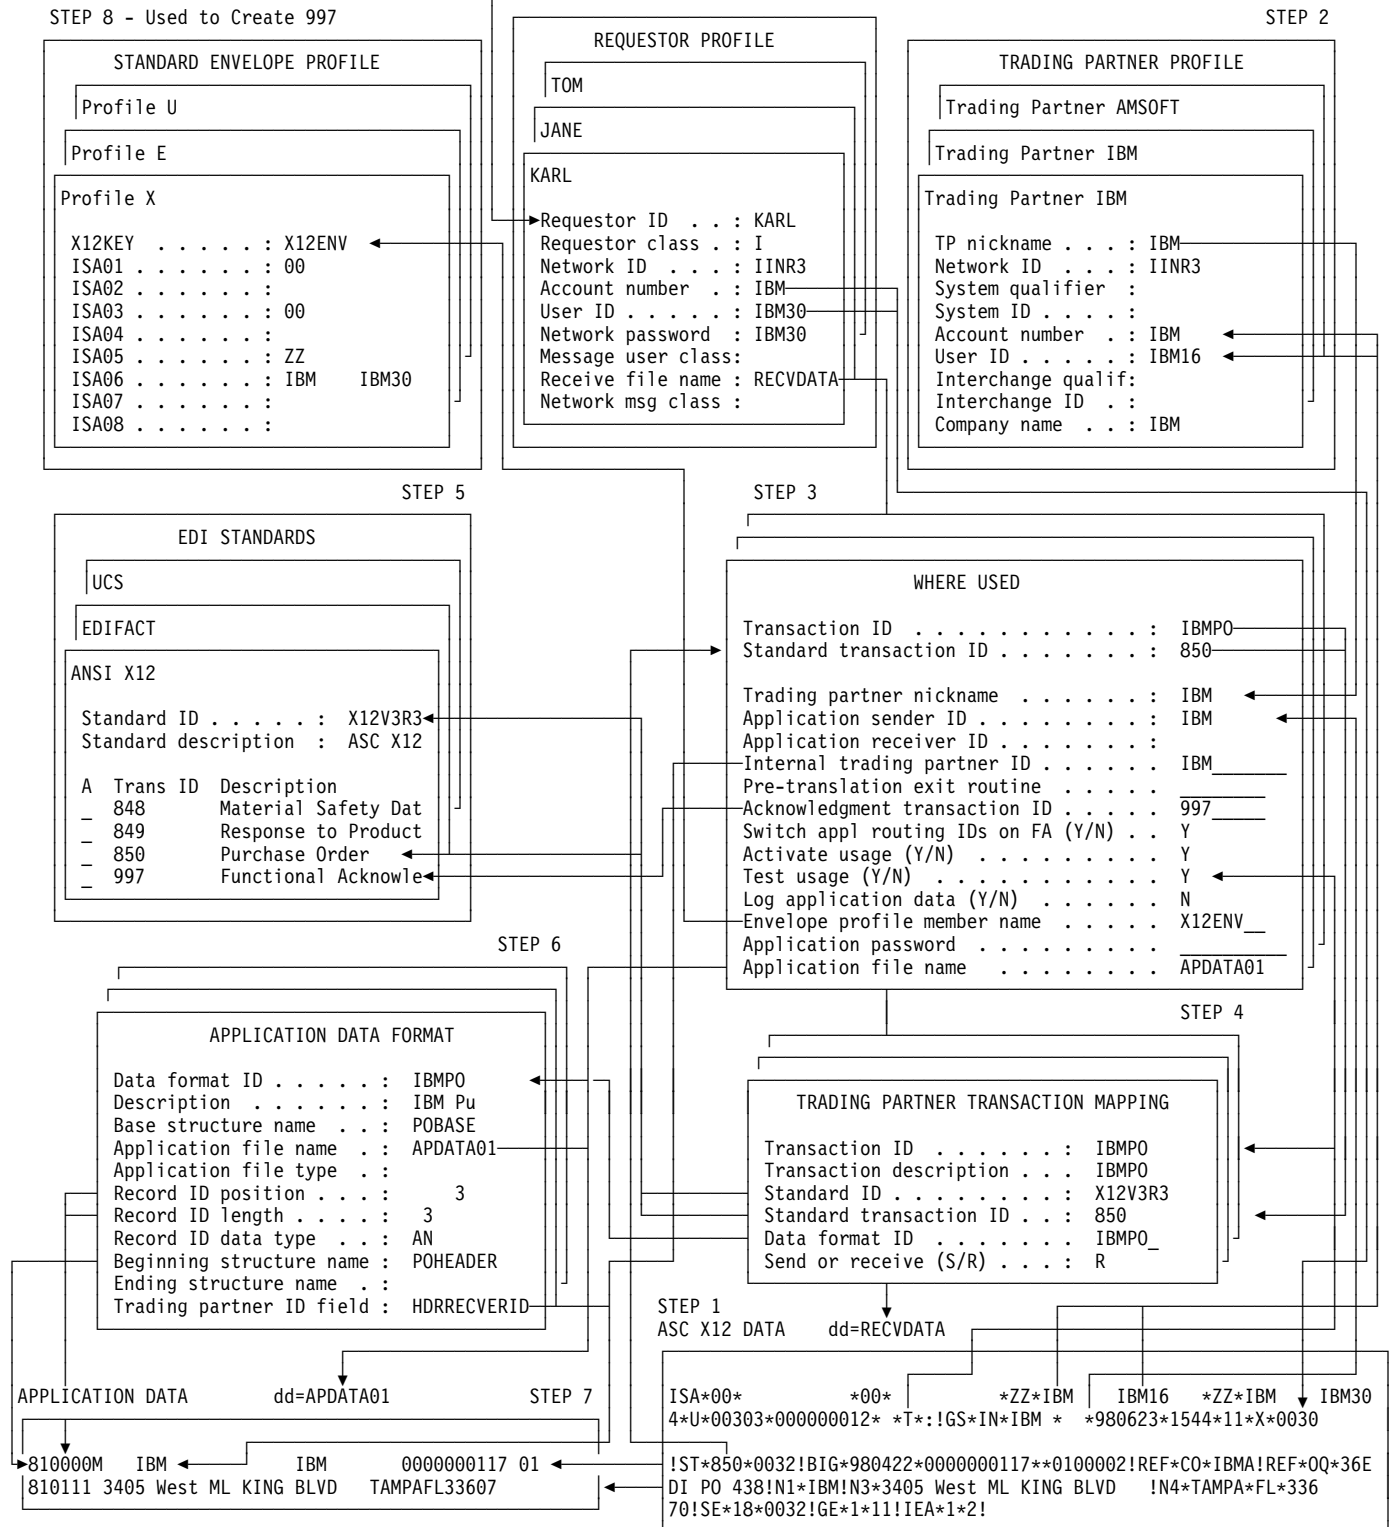 STEP 8 - Used to Create 997
STANDARD ENVELOPE PROFILE
Profile U
Profile E
Profile X
X12KEY . . . . . : X12ENV
ISA01 . . . . . . : 00
ISA02 . . . . . . :
ISA03 . . . . . . : 00
ISA04 . . . . . . :
ISA05 . . . . . . : ZZ
ISA06 . . . . . . : IBM IBM30
ISA07 . . . . . . :
ISA08 . . . . . . :
REQUESTOR PROFILE
TOM
JANE
KARL
Requestor ID . . : KARL
Requestor class . : I
Network ID . . . : IINR3
Account number . : IBM
User ID . . . . . : IBM30
Network password : IBM30
Message user class:
Receive file name : RECVDATA
Network msg class :
STEP 2
TRADING PARTNER PROFILE
Trading Partner AMSOFT
Trading Partner IBM
Trading Partner IBM
TP nickname . . . : IBM
Network ID . . . : IINR3
System qualifier :
System ID . . . . :
Account number . : IBM
User ID . . . . . : IBM16
Interchange qualif:
Interchange ID . :
Company name . . : IBM
STEP 5
EDI STANDARDS
UCS
EDIFACT
ANSI X12
Standard ID . . . . . : X12V3R3
Standard description : ASC X12
A Trans ID Description
_ 848 Material Safety Dat
_ 849 Response to Product
_ 850 Purchase Order
_ 997 Functional Acknowle
STEP 3
WHERE USED
Transaction ID . . . . . . . . . . . : IBMPO
Standard transaction ID . . . . . . . : 850
Trading partner nickname . . . . . . : IBM
Application sender ID . . . . . . . . : IBM
Application receiver ID . . . . . . . :
Internal trading partner ID . . . . . . IBM_______
Pre-translation exit routine . . . . . ________
Acknowledgment transaction ID . . . . . 997_____
Switch appl routing IDs on FA (Y/N) . . Y
Activate usage (Y/N) . . . . . . . . . Y
Test usage (Y/N) . . . . . . . . . . . Y
Log application data (Y/N) . . . . . . N
Envelope profile member name . . . . . X12ENV__
Application password . . . . . . . . . __________
Application file name . . . . . . . . APDATA01
STEP 6
APPLICATION DATA FORMAT
Data format ID . . . . . : IBMPO
Description . . . . . . : IBM Pu
Base structure name . . : POBASE
Application file name . : APDATA01
Application file type . :
Record ID position . . . : 3
Record ID length . . . . : 3
Record ID data type . . : AN
Beginning structure name : POHEADER
Ending structure name . :
Trading partner ID field : HDRRECVERID
STEP 4
TRADING PARTNER TRANSACTION MAPPING
Transaction ID . . . . . . . : IBMPO
Transaction description . . . IBMPO
Standard ID . . . . . . . . . : X12V3R3
Standard transaction ID . . : 850
Data format ID . . . . . . . IBMPO_
Send or receive (S/R) . . . : R
STEP 1
ASC X12 DATA dd=RECVDATA
ISA*00* *00* *ZZ*IBM IBM16 *ZZ*IBM IBM30
4*U*00303*000000012* *T*:!GS*IN*IBM * *980623*1544*11*X*0030
!ST*850*0032!BIG*980422*0000000117**0100002!REF*CO*IBMA!REF*OQ*36E
DI PO 438!N1*IBM!N3*3405 West ML KING BLVD !N4*TAMPA*FL*336
70!SE*18*0032!GE*1*11!IEA*1*2!
APPLICATION DATA dd=APDATA01 STEP 7
810000M IBM IBM 0000000117 01
810111 3405 West ML KING BLVD TAMPAFL33607